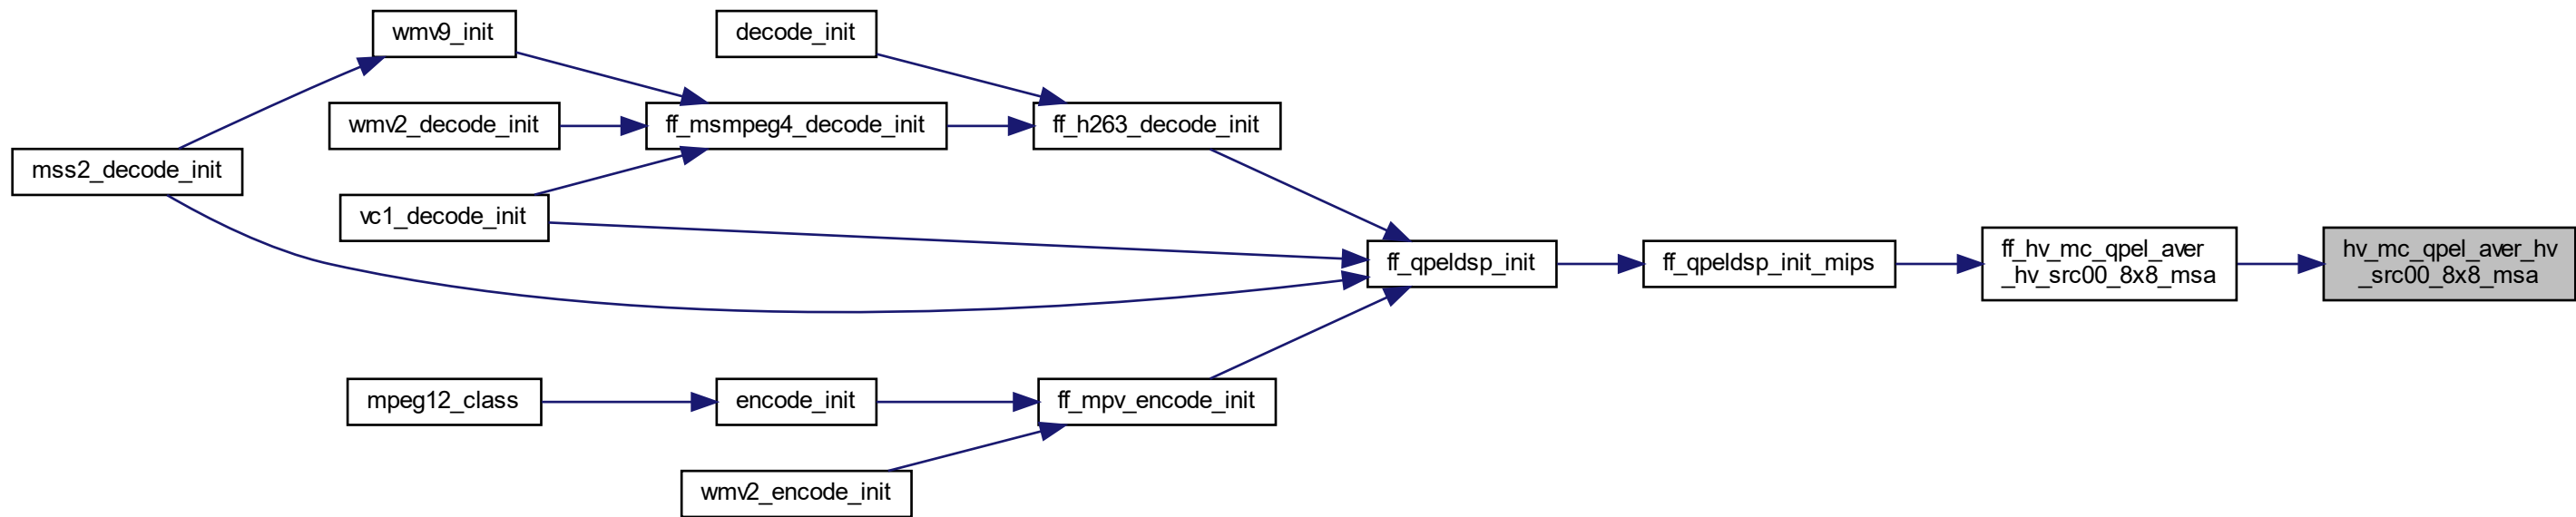 wmv9_init
decode_init
wmv2_decode_init
ff_msmpeg4_decode_init
ff_h263_decode_init
mss2_decode_init
vc1_decode_init
ff_qpeldsp_init
ff_qpeldsp_init_mips
ff_hv_mc_qpel_aver
_hv_src00_8x8_msa
hv_mc_qpel_aver_hv
_src00_8x8_msa
mpeg12_class
encode_init
ff_mpv_encode_init
wmv2_encode_init